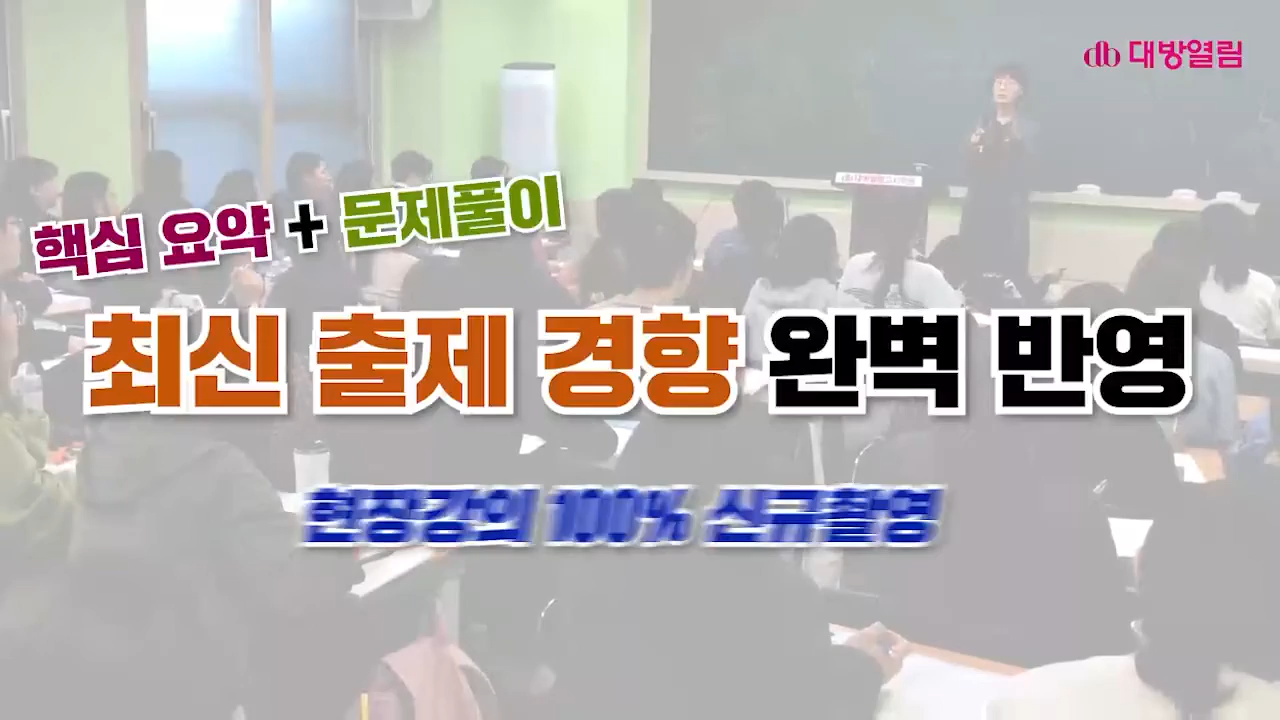 대방열림
핵심 요약 + 문제풀이
최신 출제 경향 완벽 반영
현장강의 100% 신규촬영